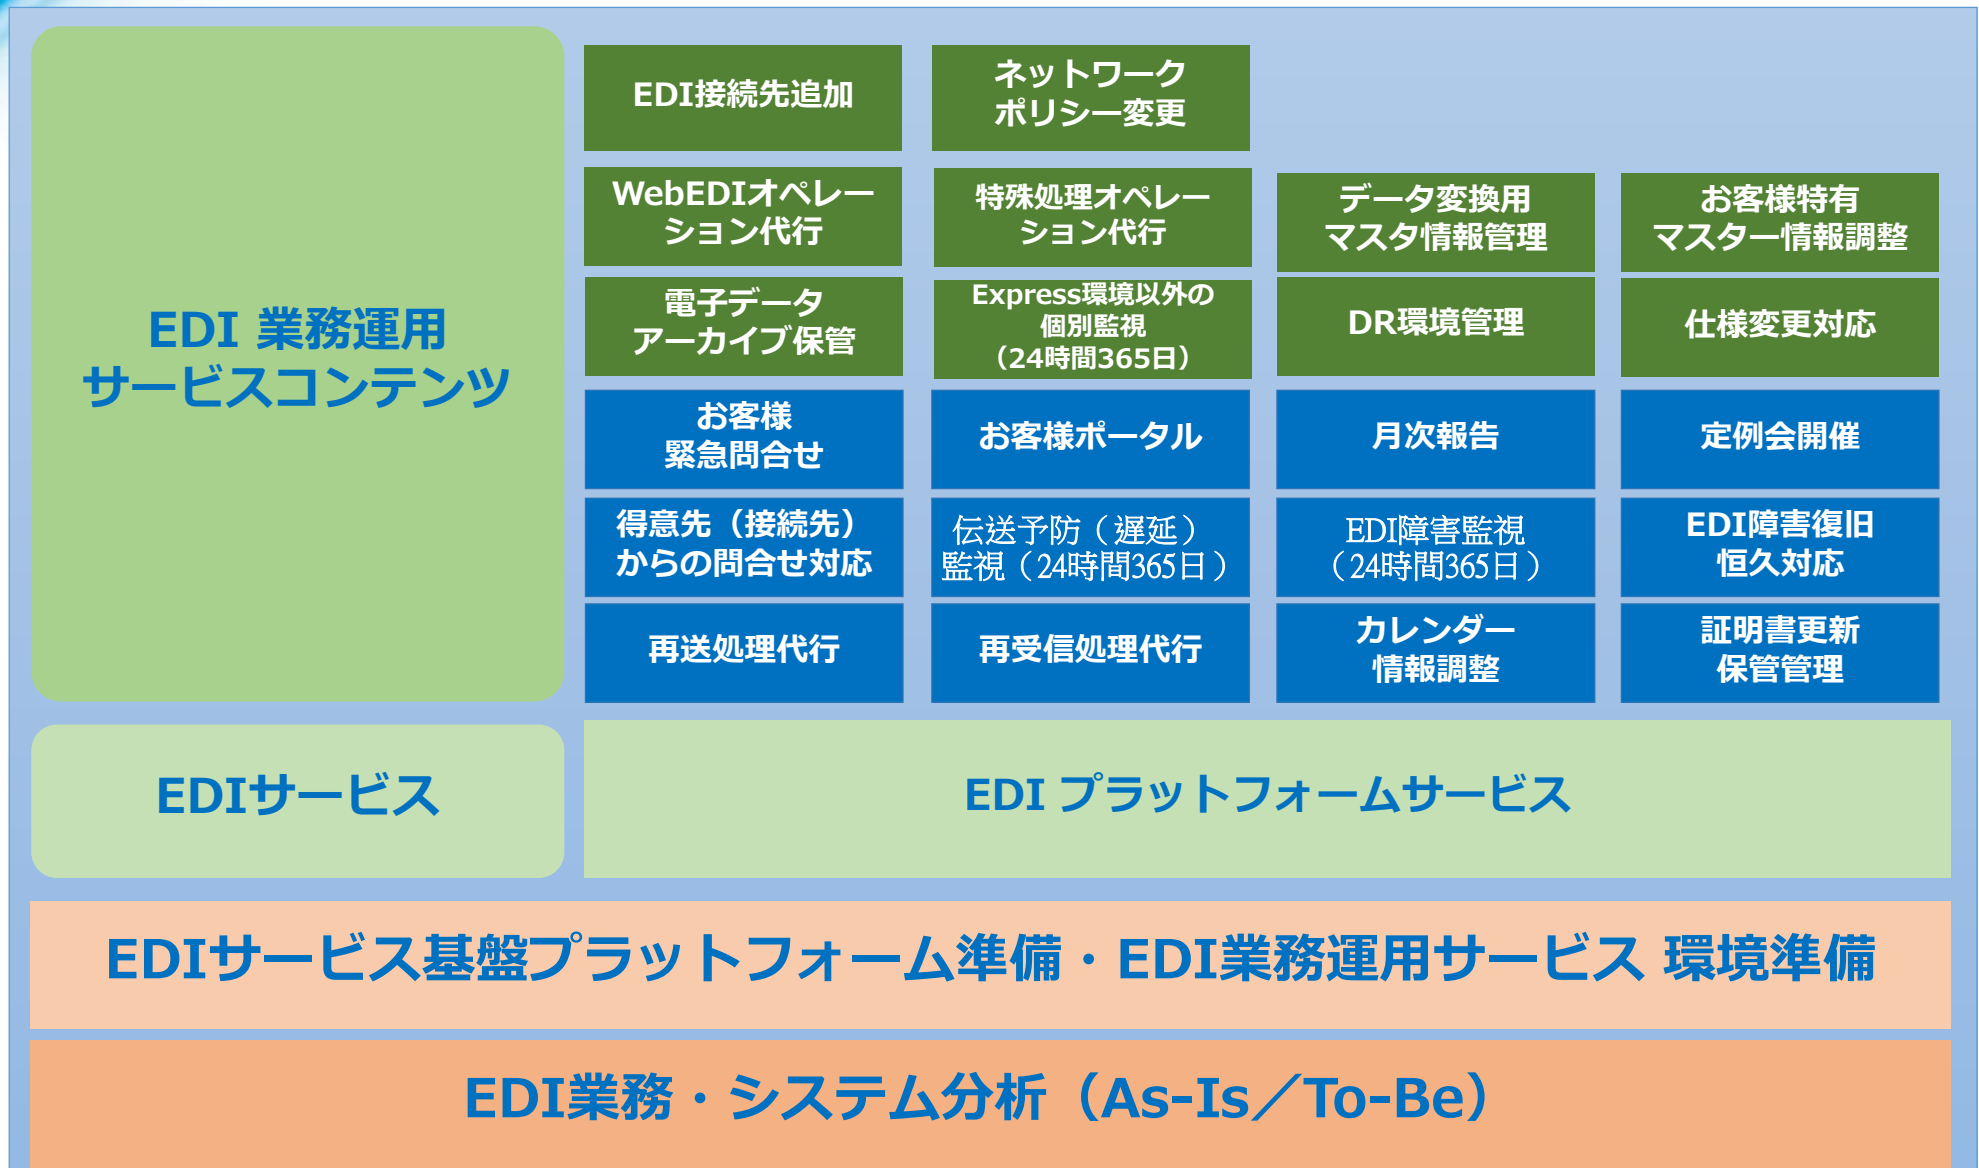 EDI 業務運用
サービスコンテンツ
EDI接続先追加
ネットワーク
ポリシー変更
WebEDIオペレー
ション代行
特殊処理オペレー
ション代行
データ変換用
マスタ情報管理
お客様特有
マスター情報調整
電子データ
アーカイブ保管
Express環境以外の
個別監視
（24時間365日）
DR環境管理
仕様変更対応
お客様
緊急問合せ
お客様ポータル
月次報告
定例会開催
得意先（接続先）
からの問合せ対応
伝送予防（遅延）
監視（24時間365日）
EDI障害監視
（24時間365日）
EDI障害復旧
恒久対応
再送処理代行
再受信処理代行
カレンダー
情報調整
証明書更新
保管管理
EDIサービス
EDI プラットフォームサービス
EDIサービス基盤プラットフォーム準備・EDI業務運用サービス 環境準備
EDI業務・システム分析（As-Is／To-Be）